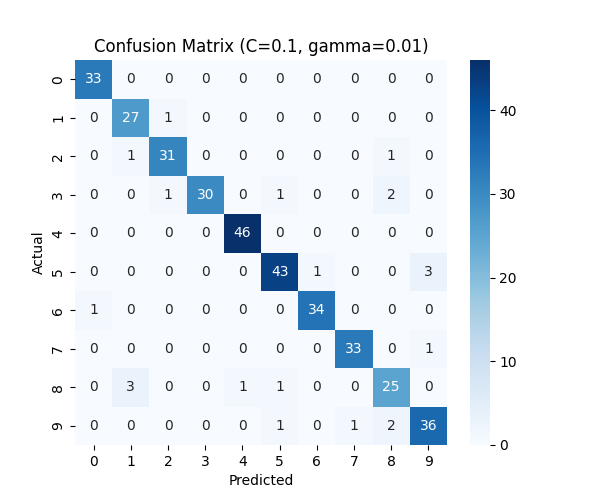 Confusion Matrix (C=0.1, gamma=0.01)
0 33 0 0 0 0 0 0 0 0 0
1 0 27 1 0 0 0 0 0 0 0
2 0 1 31 0 0 0 0 0 1 0
3 0 0 1 30 0 1 0 0 2 0
4 0 0 0 0 46 0 0 0 0 0
5 0 0 0 0 0 43 1 0 0 3
6 1 0 0 0 0 0 34 0 0 0
7 0 0 0 0 0 0 0 33 0 1
8 0 3 0 0 1 1 0 0 25 0
9 0 0 0 0 0 1 0 1 2 36
0 1 2 3 4 5 6 7 8 9
Predicted
Actual
40
30
20
10
0